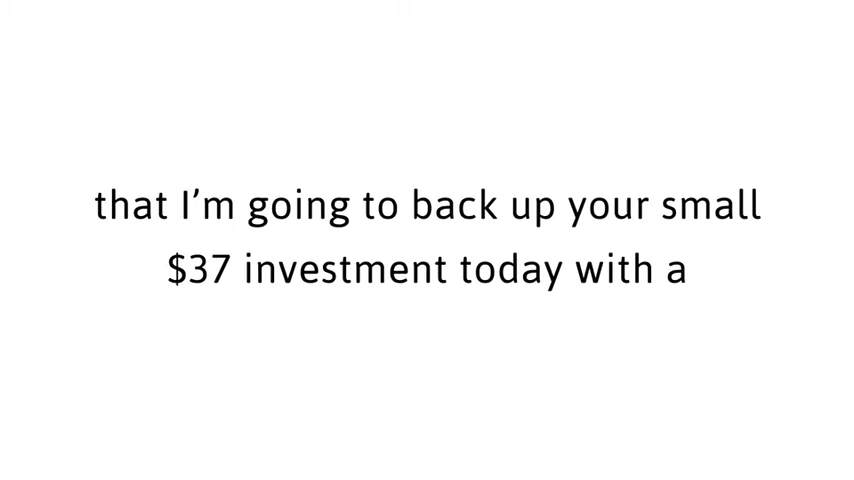 that I’m going to back up your small
$37 investment today with a